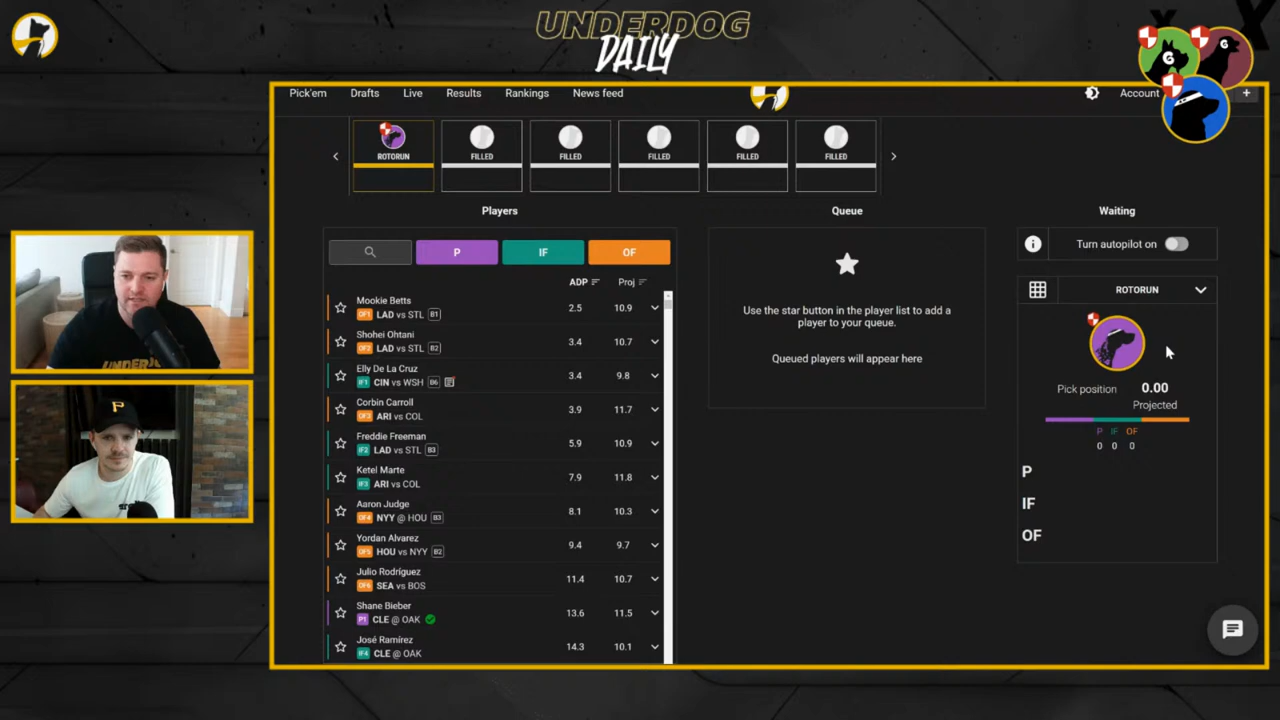 UNDERDOG
DAILY
G
G
Pick'em Drafts Live Results Rankings News feed Account +
ROTORUN FILLED FILLED FILLED FILLED FILLED
Players Queue Waiting
P IF OF
Turn autopilot on
ADP Proj
ROTORUN
Mookie Betts
OF1 LAD vs STL B1 2.5 10.9
Shohei Ohtani
OF2 LAD vs STL B2 3.4 10.7
Elly De La Cruz
IF1 CIN vs WSH B6 3.4 9.8
Corbin Carroll
OF3 ARI vs COL 3.9 11.7
Freddie Freeman
IF2 LAD vs STL B3 5.9 10.9
Ketel Marte
IF3 ARI vs COL 7.9 11.8
Aaron Judge
OF4 NYY @ HOU B3 8.1 10.3
Yordan Alvarez
OF5 HOU vs NYY B2 9.4 9.7
Julio Rodríguez
OF6 SEA vs BOS 11.4 10.7
Shane Bieber
P1 CLE @ OAK 13.6 11.5
José Ramírez
IF4 CLE @ OAK 14.3 10.1
Use the star button in the player list to add a
player to your queue.
Queued players will appear here
Pick position 0.00
Projected
P IF OF
0 0 0
P
IF
OF
UNDERDOG
P